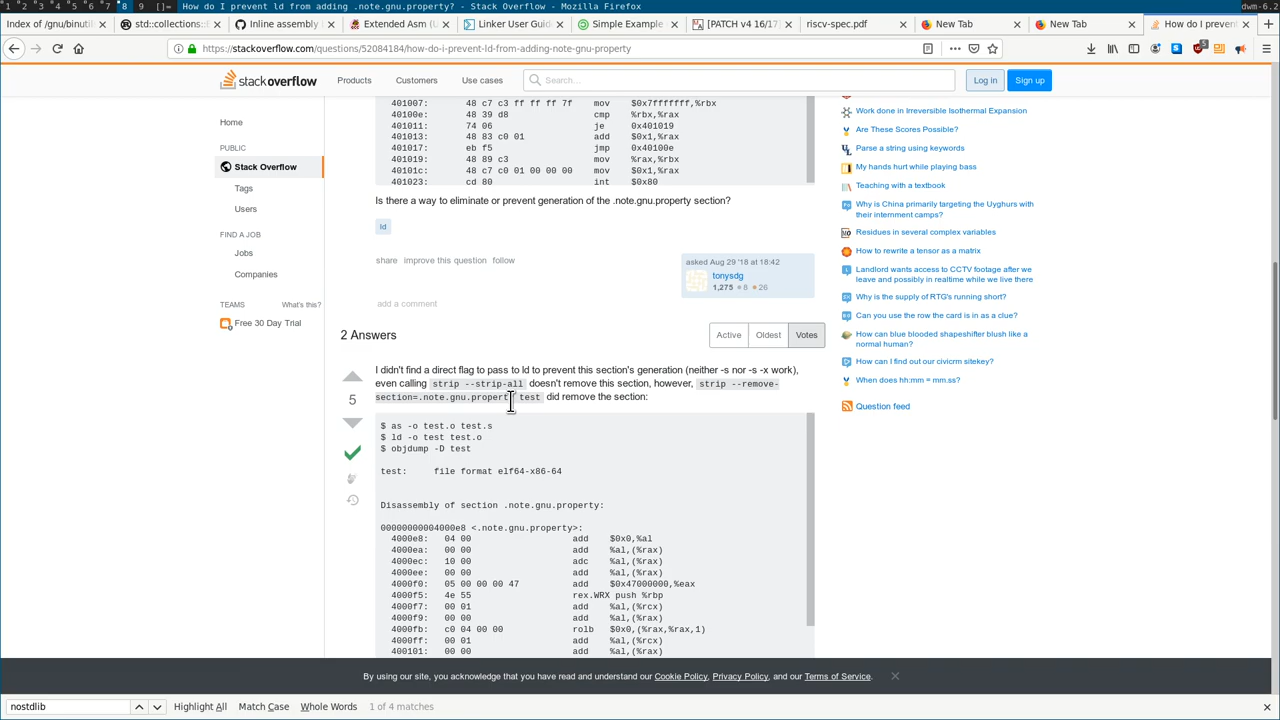 1 2 3 4 5 6 7 8 9 []= How do I prevent ld from adding .note.gnu.property? - Stack Overflow - Mozilla Firefox dwm-6.2
Index of /gnu/binuti std::collections: Inline assembly Extended Asm (U Linker User Guid Simple Example [PATCH v4 16/17] riscv-spec.pdf New Tab New Tab How do I preven
https://stackoverflow.com/questions/52084184/how-do-i-prevent-ld-from-adding-note-gnu-property
stackoverflow Products Customers Use cases Search... Log in Sign up
Home
PUBLIC
Stack Overflow
Tags
Users
FIND A JOB
Jobs
Companies
TEAMS What's this?
Free 30 Day Trial
401007: 48 c7 c3 ff ff ff 7f mov $0x7fffffff,%rbx
40100e: 48 39 d8 cmp %rbx,%rax
401011: 74 06 je 0x401019
401013: 48 83 c0 01 add $0x1,%rax
401017: eb f5 jmp 0x40100e
401019: 48 89 c3 mov %rax,%rbx
40101c: 48 c7 c0 01 00 00 00 mov $0x1,%rax
401023: cd 80 int $0x80
Is there a way to eliminate or prevent generation of the .note.gnu.property section?
ld
share improve this question follow
asked Aug 29 '18 at 18:42
tonysdg
1,275 8 26
add a comment
2 Answers
Active Oldest Votes
5
I didn't find a direct flag to pass to ld to prevent this section's generation (neither -s nor -s -x work),
even calling strip --strip-all doesn't remove this section, however, strip --remove-
section=.note.gnu.property test did remove the section:
$ as -o test.o test.s
$ ld -o test test.o
$ objdump -D test
test: file format elf64-x86-64
Disassembly of section .note.gnu.property:
00000000004000e8 <.note.gnu.property>:
4000e8: 04 00 add $0x0,%al
4000ea: 00 00 add %al,(%rax)
4000ec: 10 00 adc %al,(%rax)
4000ee: 00 00 add %al,(%rax)
4000f0: 05 00 00 00 47 add $0x47000000,%eax
4000f5: 4e 55 rex.WRX push %rbp
4000f7: 00 01 add %al,(%rcx)
4000f9: 00 00 add %al,(%rax)
4000fb: c0 04 00 00 rolb $0x0,(%rax,%rax,1)
4000ff: 00 01 add %al,(%rcx)
400101: 00 00 add %al,(%rax)
Work done in Irreversible Isothermal Expansion
Are These Scores Possible?
Parse a string using keywords
My hands hurt while playing bass
Teaching with a textbook
Why is China primarily targeting the Uyghurs with
their internment camps?
Residues in several complex variables
How to rewrite a tensor as a matrix
Landlord wants access to CCTV footage after we
leave and possibly in realtime while we live there
Why is the supply of RTG's running short?
Can you use the row the card is in as a clue?
How can blue blooded shapeshifter blush like a
normal human?
How can I find out our civicrm sitekey?
When does hh:mm = mm.ss?
Question feed
By using our site, you acknowledge that you have read and understand our Cookie Policy, Privacy Policy, and our Terms of Service.
nostdlib Highlight All Match Case Whole Words 1 of 4 matches